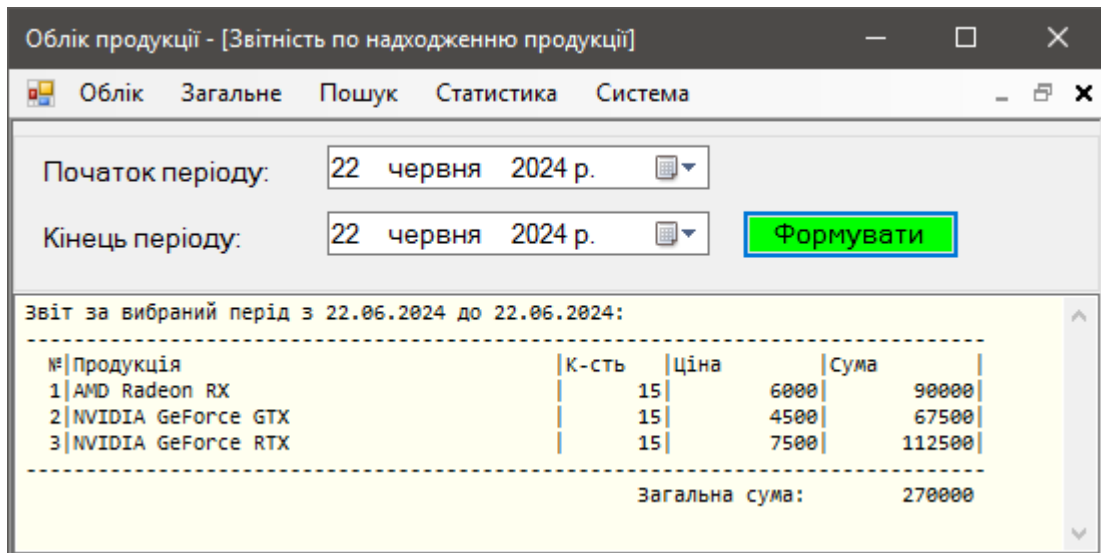 Облік продукції - [Звітність по надходженню продукції]
Облік Загальне Пошук Статистика Система
Початок періоду: 22 червня 2024 р.
Кінець періоду: 22 червня 2024 р. Формувати
Звіт за вибраний перід з 22.06.2024 до 22.06.2024:
--------------------------------------------------------------------------------
№|Продукція |К-сть |Ціна |Сума |
1|AMD Radeon RX | 15| 6000| 90000|
2|NVIDIA GeForce GTX | 15| 4500| 67500|
3|NVIDIA GeForce RTX | 15| 7500| 112500|
--------------------------------------------------------------------------------
Загальна сума: 270000